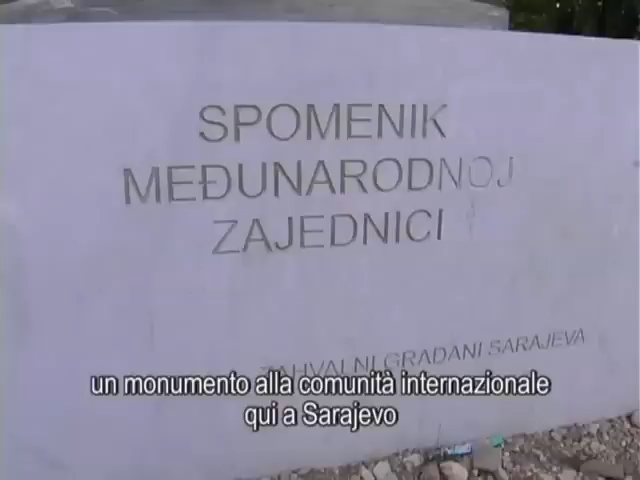 SPOMENIK
MEĐUNARODNOJ
ZAJEDNICI
ZAHVALNI GRAĐANI SARAJEVA
un monumento alla comunità internazionale
qui a Sarajevo